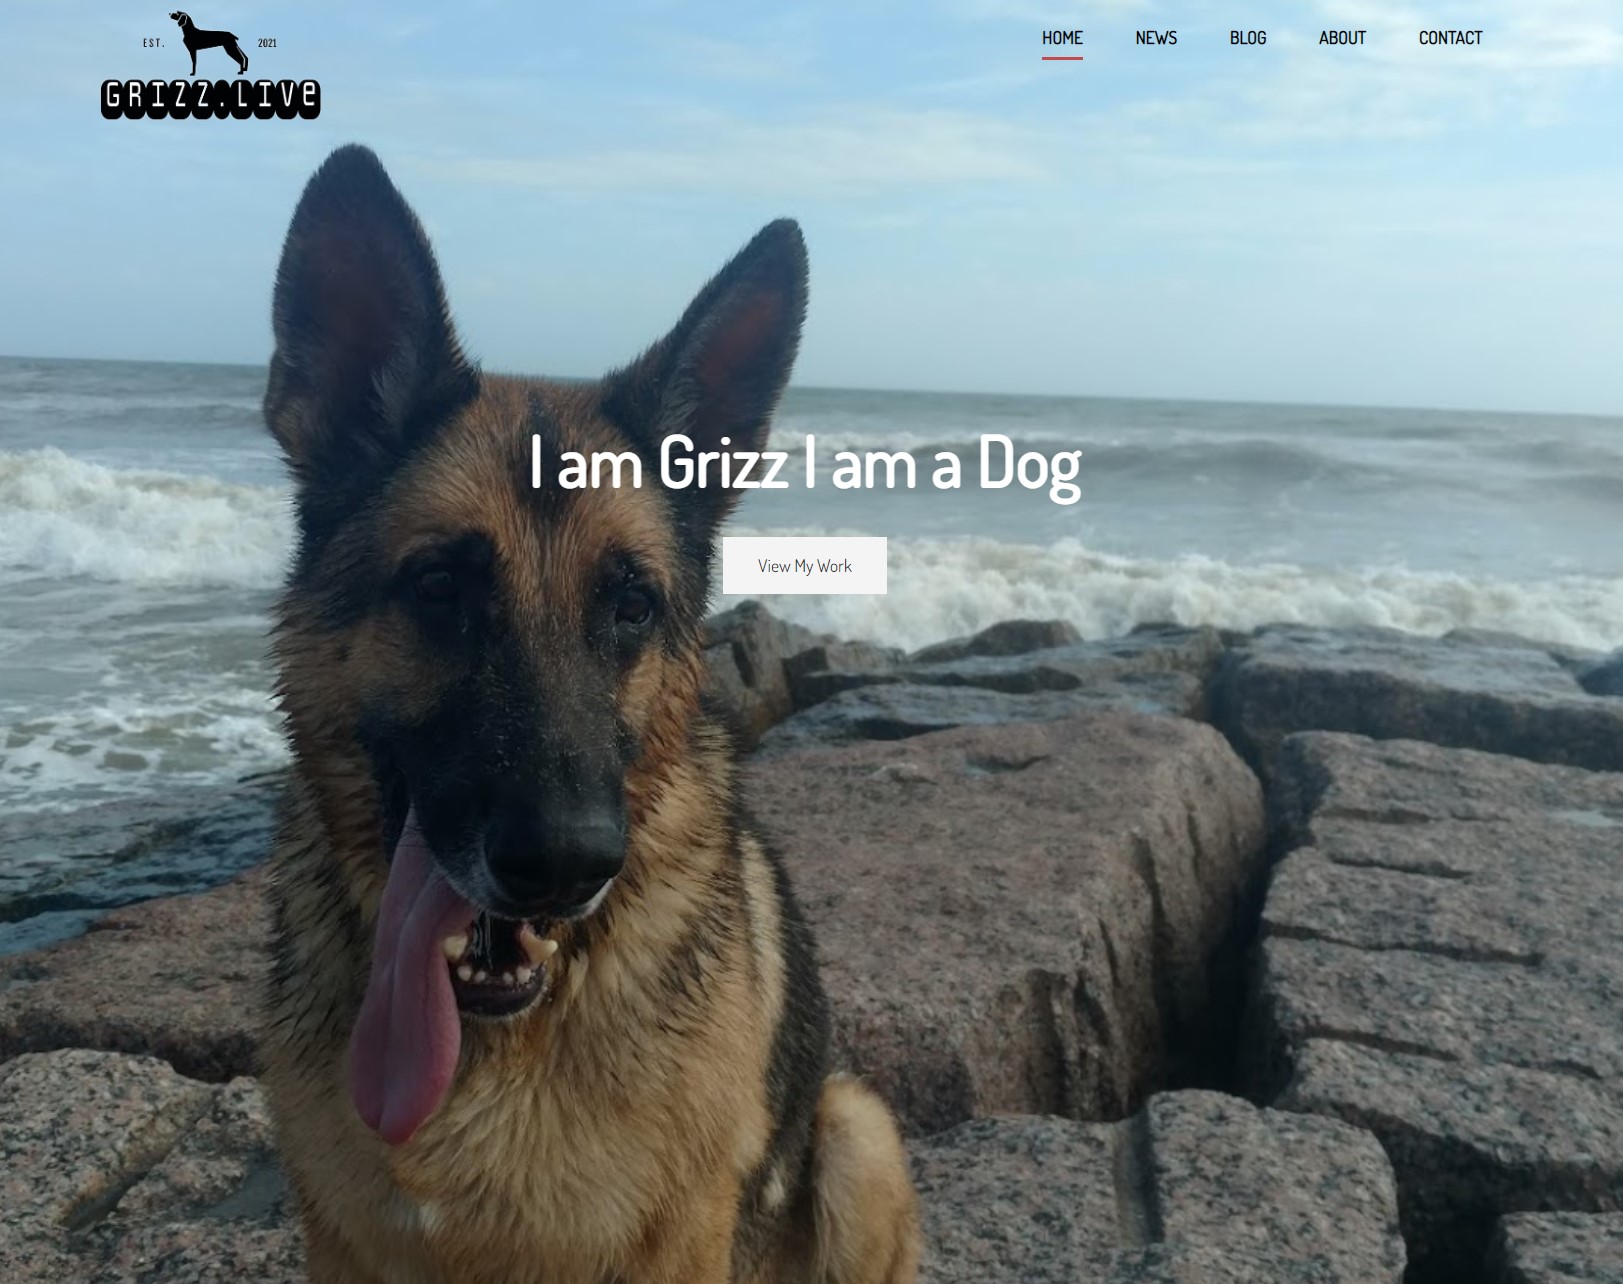 EST. 2021
GRIZZ.LIVE
HOME NEWS BLOG ABOUT CONTACT
I am Grizz I am a Dog
View My Work